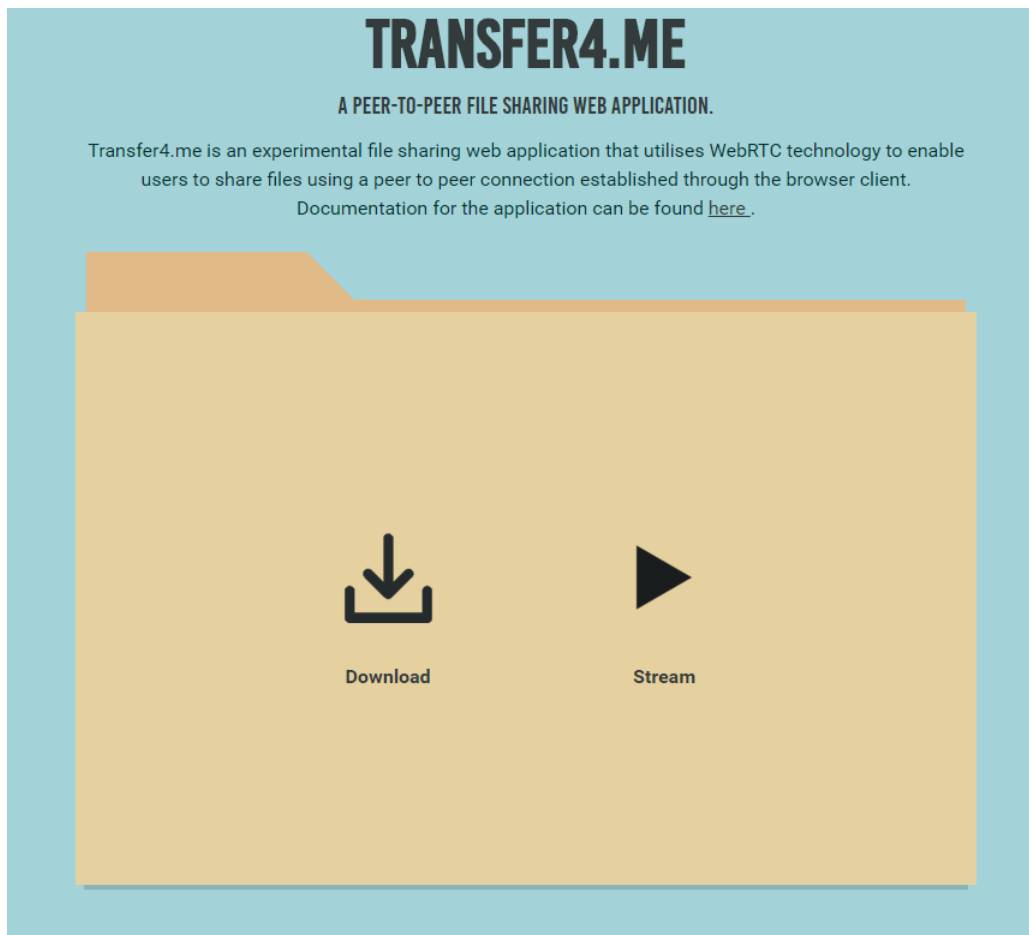 TRANSFER4.ME
A PEER-TO-PEER FILE SHARING WEB APPLICATION.
Transfer4.me is an experimental file sharing web application that utilises WebRTC technology to enable
users to share files using a peer to peer connection established through the browser client.
Documentation for the application can be found here .
Download
Stream